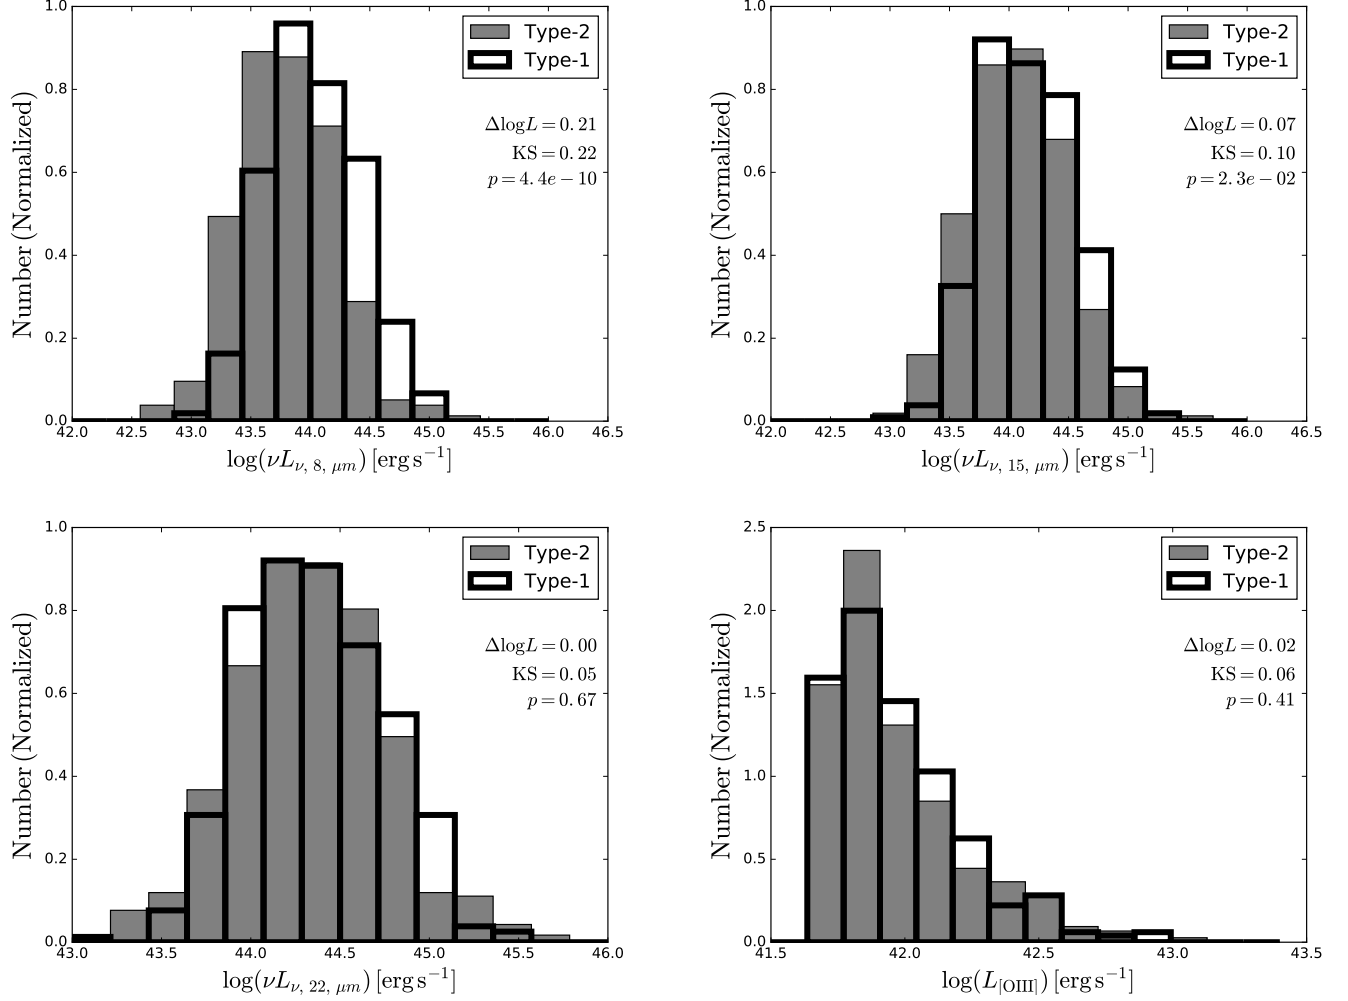 1.0
0.8
0.6
0.4
0.2
0.0
Number (Normalized)
Type-2
Type-1
ΔlogL = 0.21
KS = 0.22
p = 4.4e − 10
42.0 42.5 43.0 43.5 44.0 44.5 45.0 45.5 46.0 46.5
log(νL_{ν, 8, μm}) [erg s^{−1}]
1.0
0.8
0.6
0.4
0.2
0.0
Number (Normalized)
Type-2
Type-1
ΔlogL = 0.07
KS = 0.10
p = 2.3e − 02
42.0 42.5 43.0 43.5 44.0 44.5 45.0 45.5 46.0 46.5
log(νL_{ν, 15, μm}) [erg s^{−1}]
1.0
0.8
0.6
0.4
0.2
0.0
Number (Normalized)
Type-2
Type-1
ΔlogL = 0.00
KS = 0.05
p = 0.67
43.0 43.5 44.0 44.5 45.0 45.5 46.0
log(νL_{ν, 22, μm}) [erg s^{−1}]
2.5
2.0
1.5
1.0
0.5
0.0
Number (Normalized)
Type-2
Type-1
ΔlogL = 0.02
KS = 0.06
p = 0.41
41.5 42.0 42.5 43.0 43.5
log(L_{[OIII]}) [erg s^{−1}]